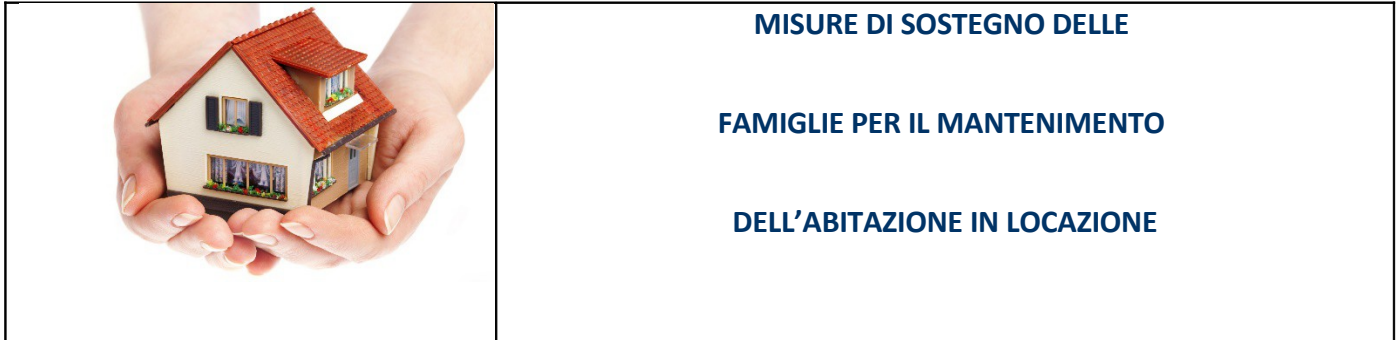 MISURE DI SOSTEGNO DELLE
FAMIGLIE PER IL MANTENIMENTO
DELL’ABITAZIONE IN LOCAZIONE